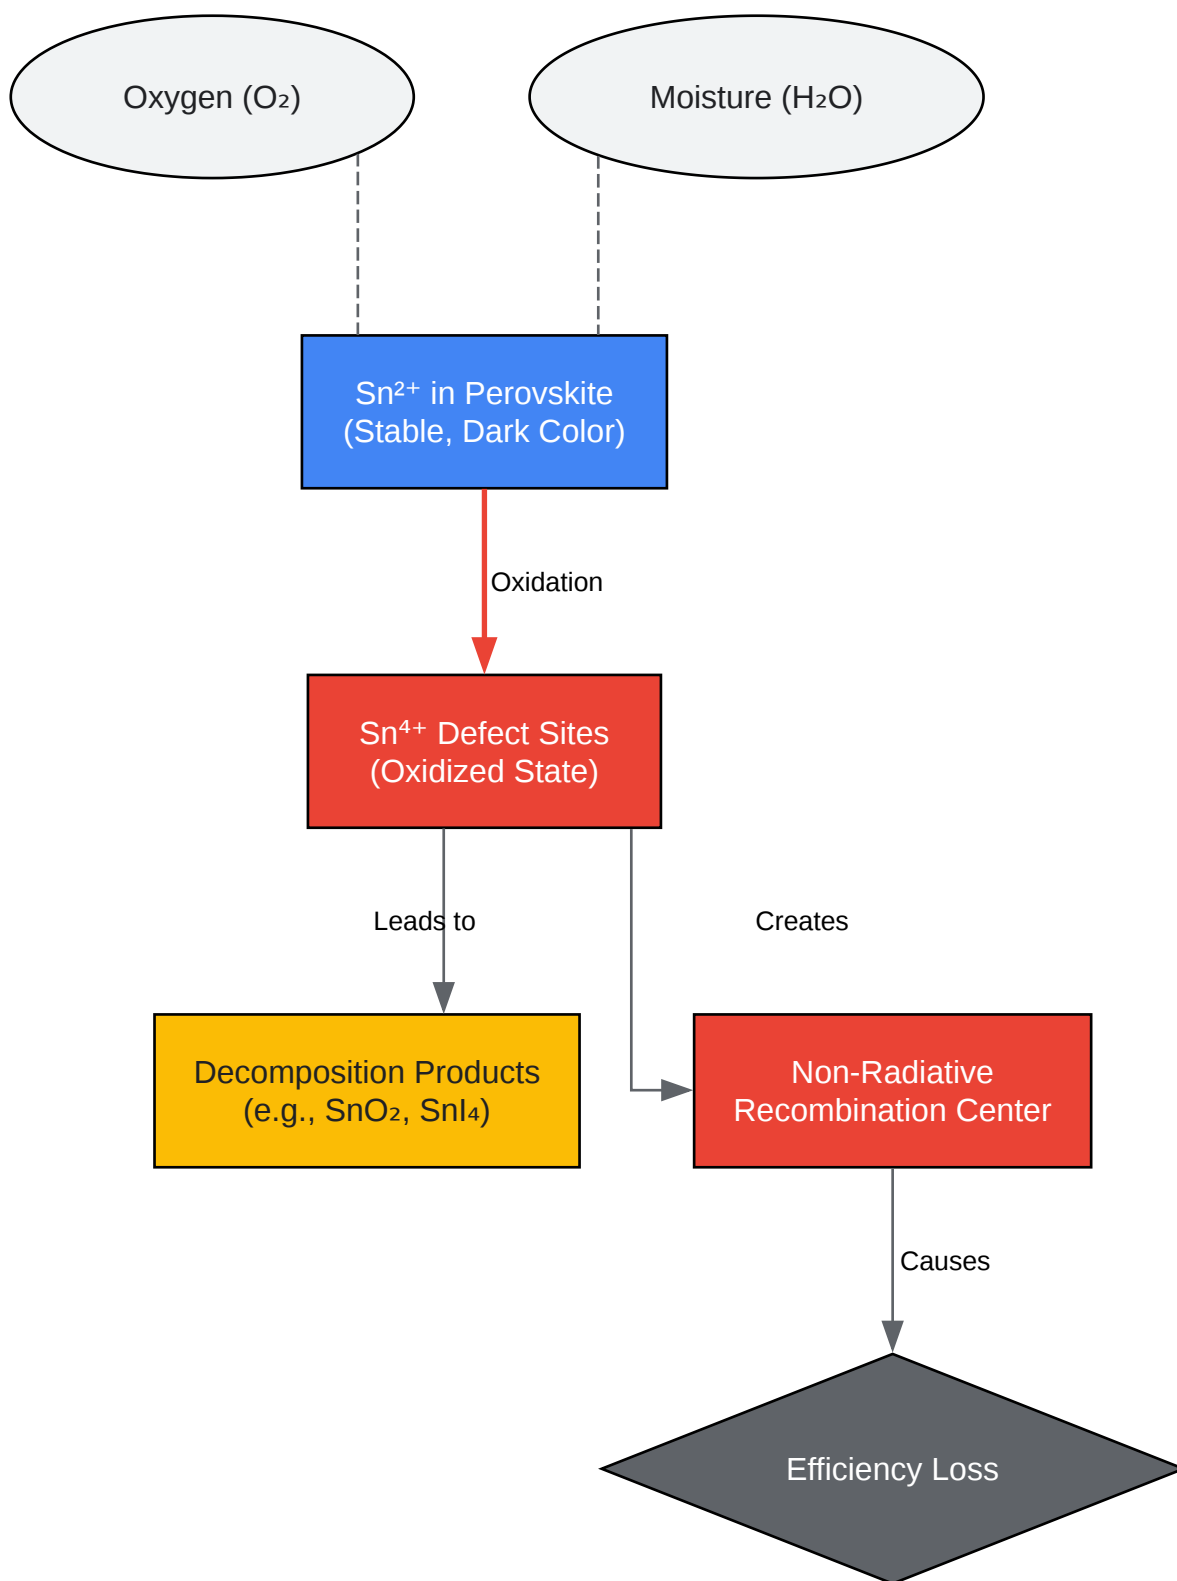 Oxygen (O₂)
Moisture (H₂O)
Sn²⁺ in Perovskite
(Stable, Dark Color)
Oxidation
Sn⁴⁺ Defect Sites
(Oxidized State)
Leads to
Creates
Decomposition Products
(e.g., SnO₂, SnI₄)
Non-Radiative
Recombination Center
Causes
Efficiency Loss